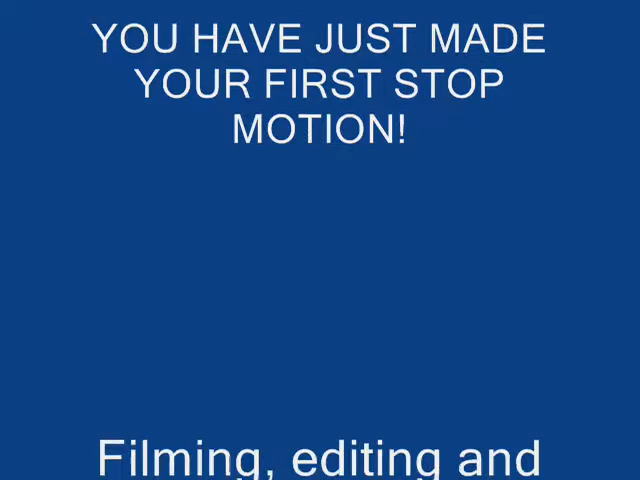 YOU HAVE JUST MADE
YOUR FIRST STOP
MOTION!
Filming, editing and